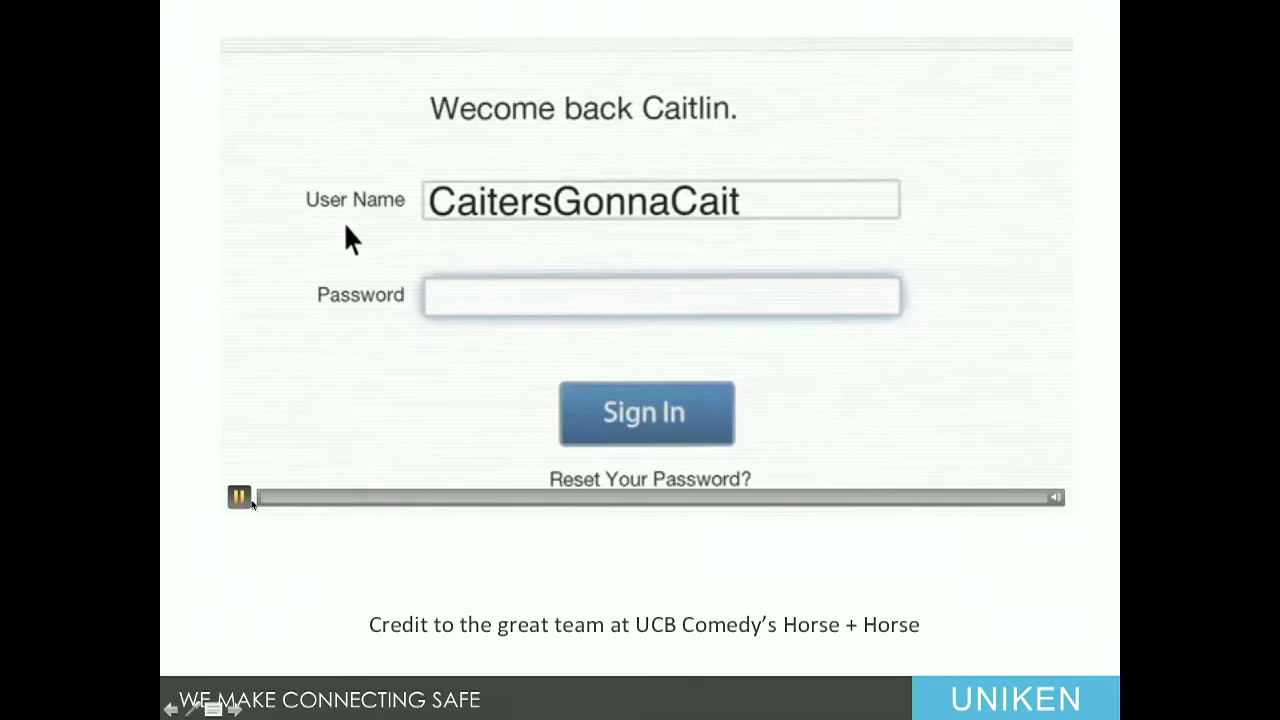 Wecome back Caitlin.
User Name
CaitersGonnaCait
Password
Sign In
Reset Your Password?
Credit to the great team at UCB Comedy’s Horse + Horse
WE MAKE CONNECTING SAFE
UNIKEN